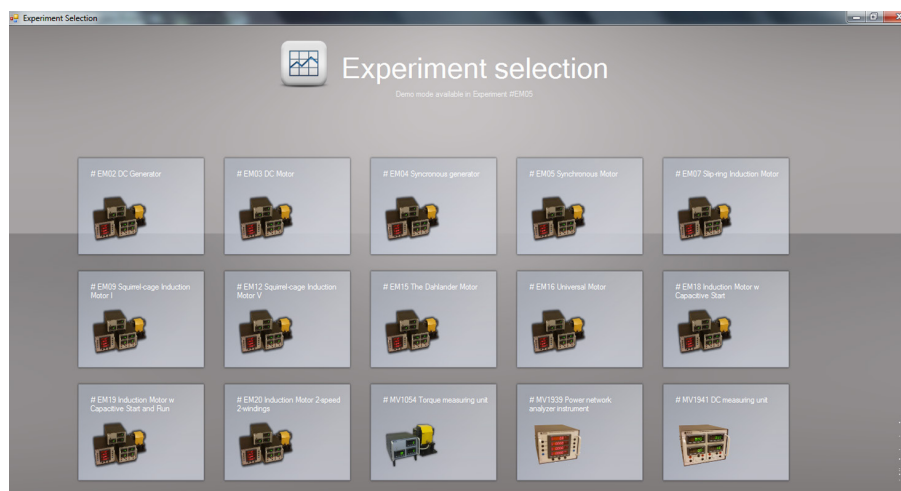 Experiment Selection
Experiment selection
Demo mode available in Experiment #EM05
# EM02 DC Generator
# EM03 DC Motor
# EM04 Syncronous generator
# EM05 Synchronous Motor
# EM07 Slip-ring Induction Motor
# EM09 Squirrel-cage Induction
Motor I
# EM12 Squirrel-cage Induction
Motor V
# EM15 The Dahlander Motor
# EM16 Universal Motor
# EM18 Induction Motor w
Capacitive Start
# EM19 Induction Motor w
Capacitive Start and Run
# EM20 Induction Motor 2-speed
2-windings
# MV1054 Torque measuring unit
# MV1939 Power network
analyzer instrument
# MV1941 DC measuring unit